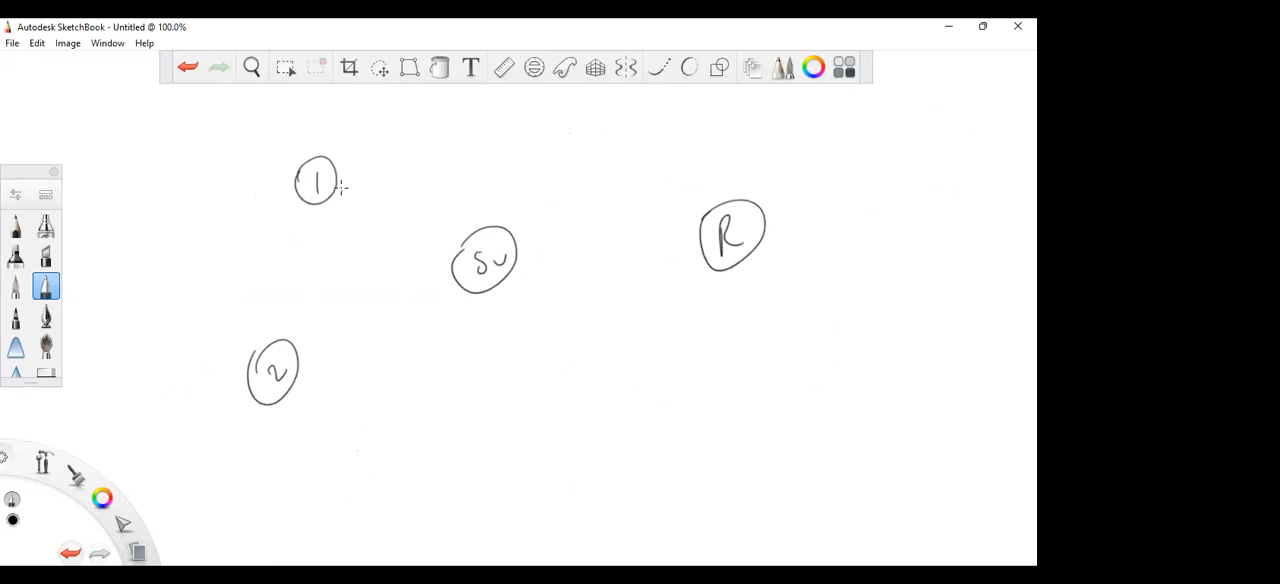 Autodesk SketchBook - Untitled @ 100.0%
File Edit Image Window Help
T
1
Su
R
2